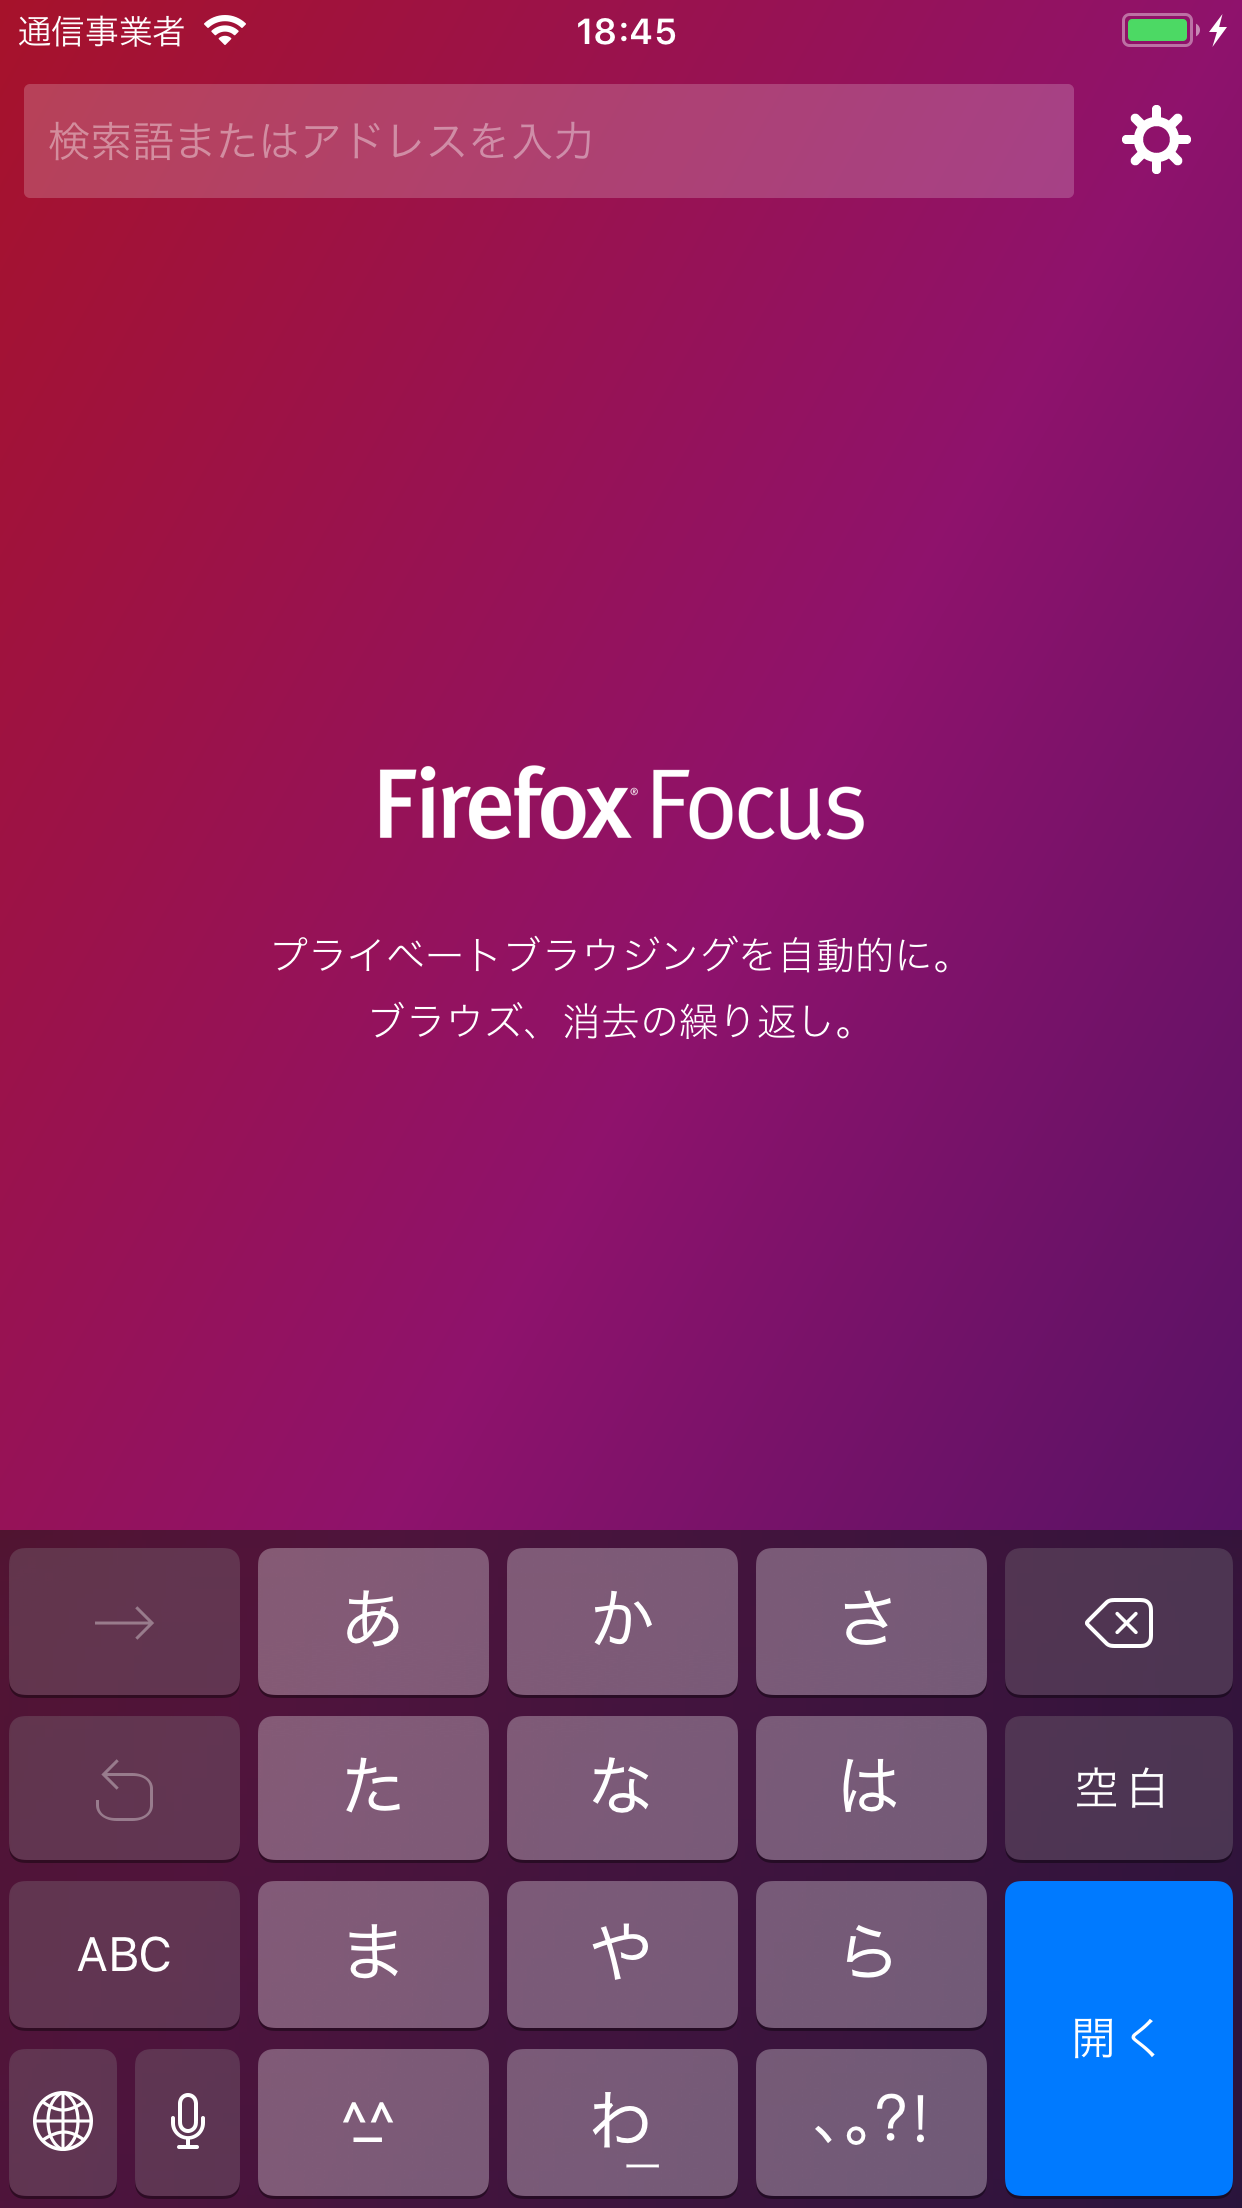 通信事業者 18:45
検索語またはアドレスを入力
Firefox® Focus
プライベートブラウジングを自動的に。
ブラウズ、消去の繰り返し。
→ あ か さ
た な は 空白
ABC ま や ら
^_^ わ_ 、。?! 開く